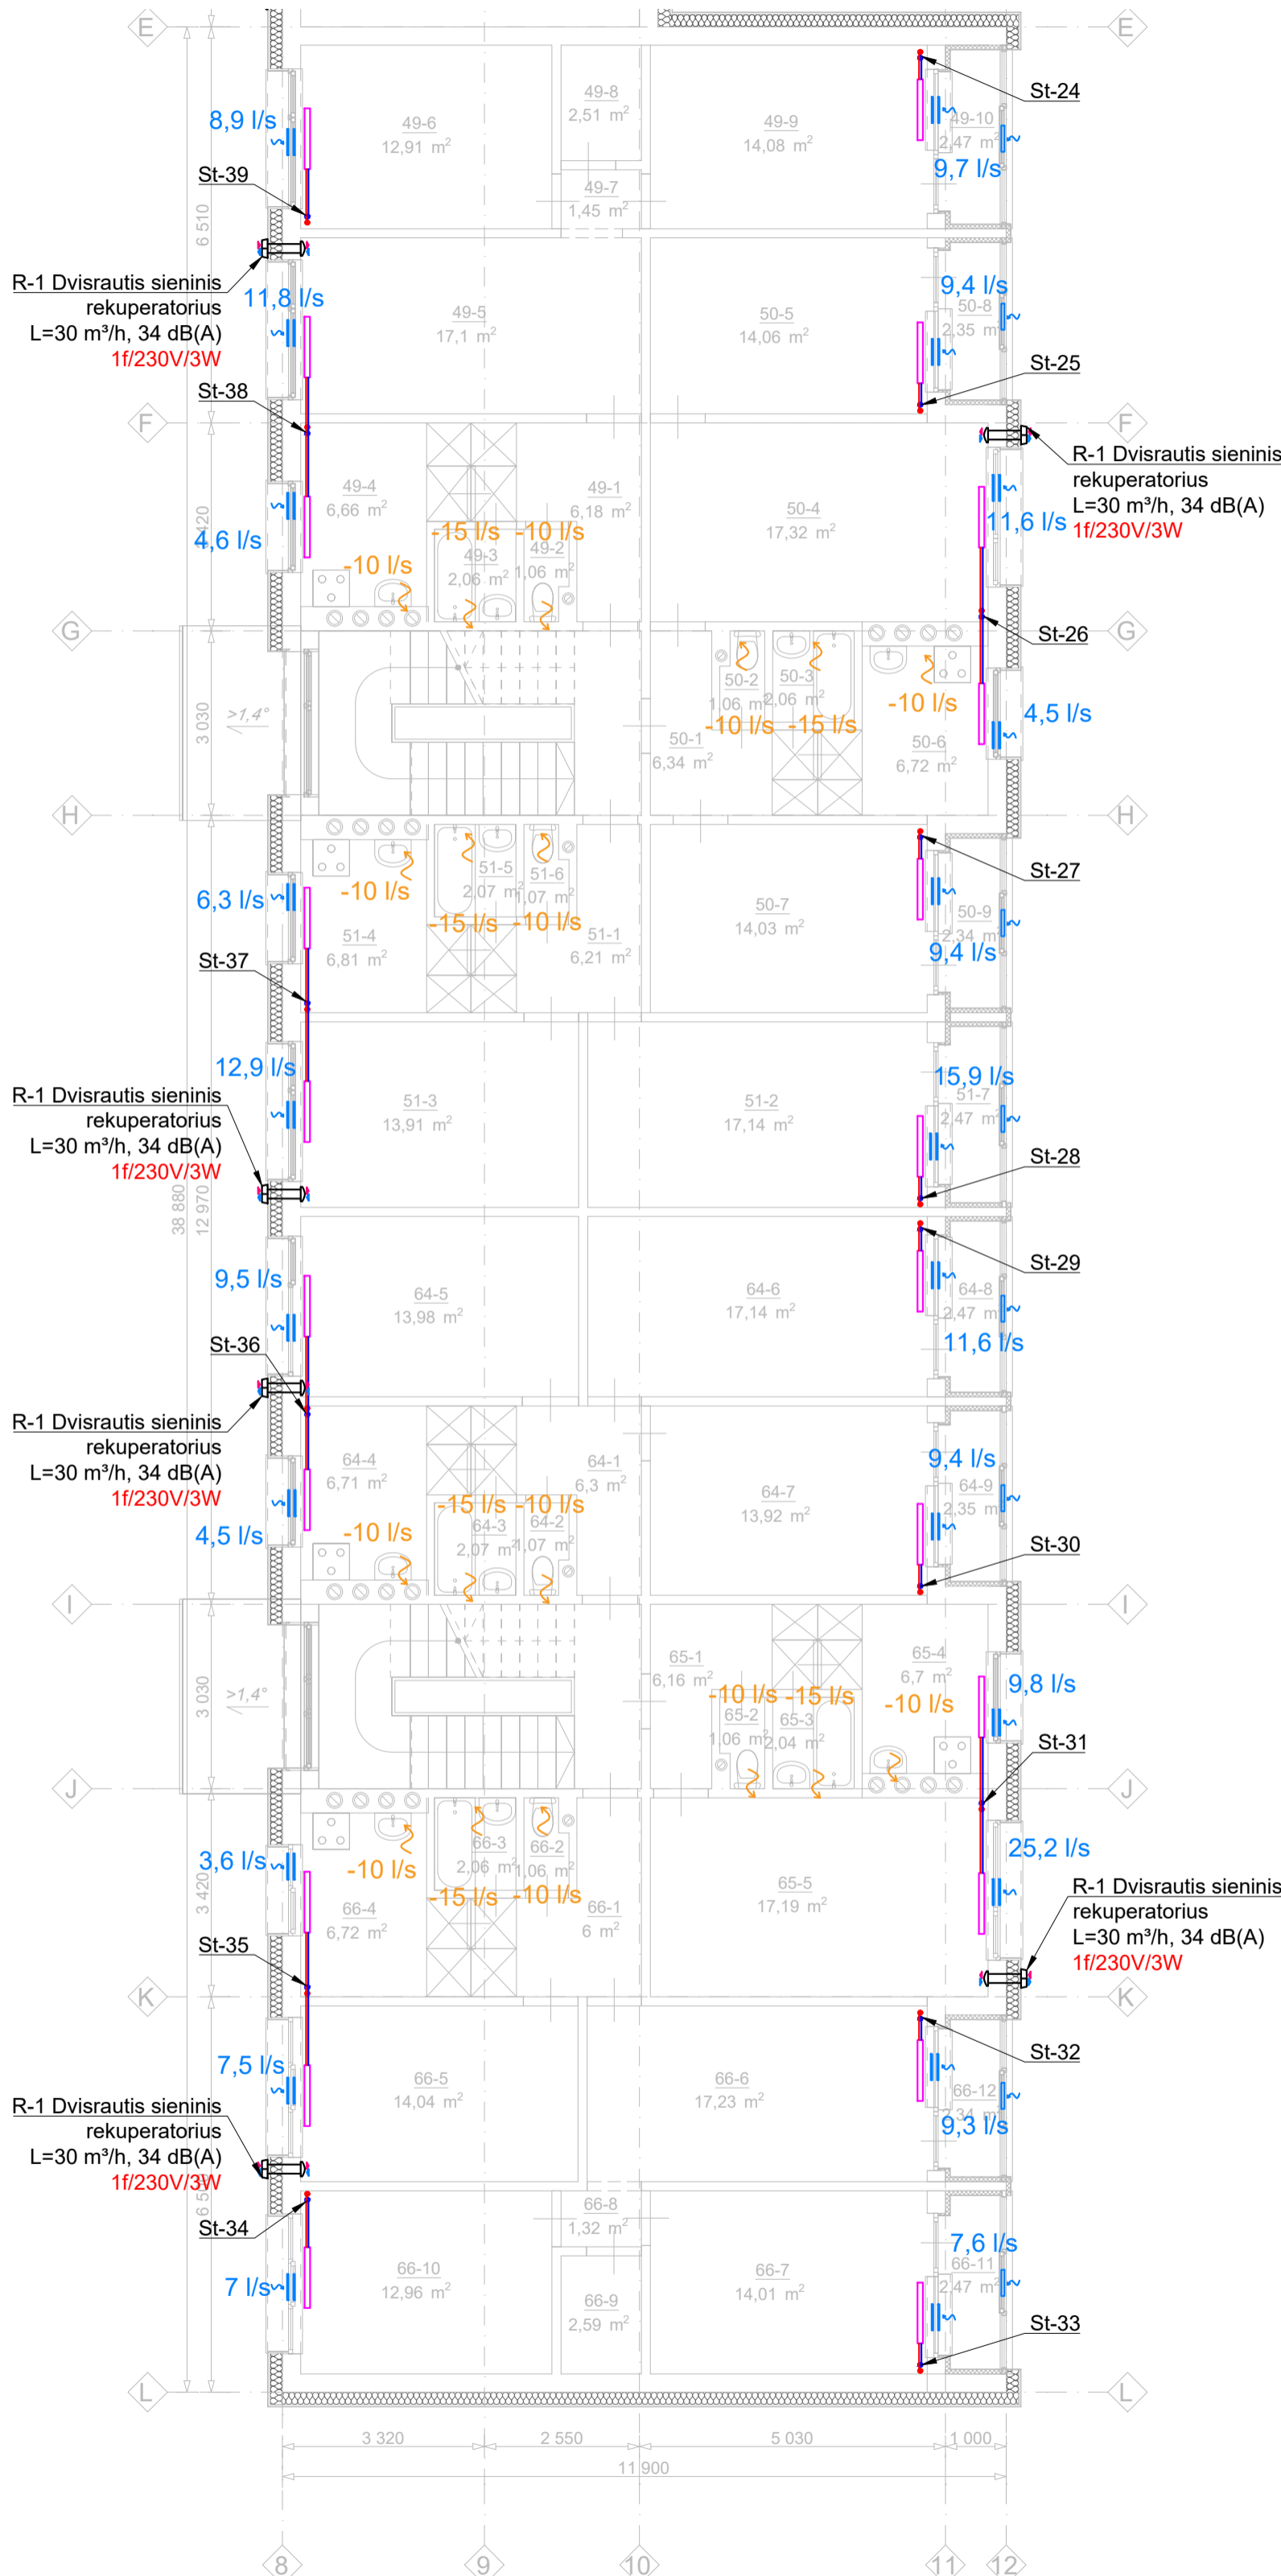 E
E
St-24
49-8
2,51 m²
49-6
12,91 m²
49-9
14,08 m²
49-10
2,47 m²
8,9 l/s
9,7 l/s
St-39
49-7
1,45 m²
6 510
R-1 Dvisrautis sieninis
rekuperatorius
L=30 m³/h, 34 dB(A)
1f/230V/3W
11,8 l/s
49-5
17,1 m²
50-5
14,06 m²
9,4 l/s
50-8
2,35 m²
St-38
St-25
F
F
R-1 Dvisrautis sieninis
rekuperatorius
L=30 m³/h, 34 dB(A)
1f/230V/3W
49-4
6,66 m²
49-1
6,18 m²
50-4
17,32 m²
11,6 l/s
4,6 l/s
-15 l/s
-10 l/s
49-3
2,06 m²
49-2
1,06 m²
-10 l/s
G
G
St-26
3 030
>1,4°
50-2
1,06 m²
50-3
2,06 m²
-10 l/s
-15 l/s
-10 l/s
4,5 l/s
50-1
6,34 m²
50-6
6,72 m²
H
H
St-27
6,3 l/s
-10 l/s
51-5
2,07 m²
51-6
1,07 m²
-15 l/s
-10 l/s
50-7
14,03 m²
50-9
2,34 m²
9,4 l/s
51-4
6,81 m²
51-1
6,21 m²
St-37
12,9 l/s
15,9 l/s
R-1 Dvisrautis sieninis
rekuperatorius
L=30 m³/h, 34 dB(A)
1f/230V/3W
51-3
13,91 m²
51-2
17,14 m²
51-7
2,47 m²
St-28
38 880
12 970
St-29
9,5 l/s
64-5
13,98 m²
64-6
17,14 m²
64-8
2,47 m²
11,6 l/s
St-36
R-1 Dvisrautis sieninis
rekuperatorius
L=30 m³/h, 34 dB(A)
1f/230V/3W
64-4
6,71 m²
64-1
6,3 m²
64-7
13,92 m²
9,4 l/s
64-9
2,35 m
4,5 l/s
-15 l/s
-10 l/s
64-3
2,07 m²
64-2
1,07 m²
-10 l/s
St-30
I
I
3 030
>1,4°
65-1
6,16 m²
65-4
6,7 m²
9,8 l/s
-10 l/s
-15 l/s
-10 l/s
65-2
1,06 m²
65-3
2,04 m²
St-31
J
J
3,6 l/s
-10 l/s
66-3
2,06 m²
66-2
1,06 m²
-15 l/s
-10 l/s
25,2 l/s
3 420
66-4
6,72 m²
66-1
6 m²
65-5
17,19 m²
R-1 Dvisrautis sieninis
rekuperatorius
L=30 m³/h, 34 dB(A)
1f/230V/3W
St-35
K
K
St-32
7,5 l/s
66-5
14,04 m²
66-6
17,23 m²
66-12
2,34 m²
9,3 l/s
R-1 Dvisrautis sieninis
rekuperatorius
L=30 m³/h, 34 dB(A)
1f/230V/3W
St-34
66-8
1,32 m²
7,6 l/s
66-11
2,47 m²
7 l/s
66-10
12,96 m²
66-9
2,59 m²
66-7
14,01 m²
St-33
L
L
3 320
2 550
5 030
1 000
11 900
8
9
10
11
12